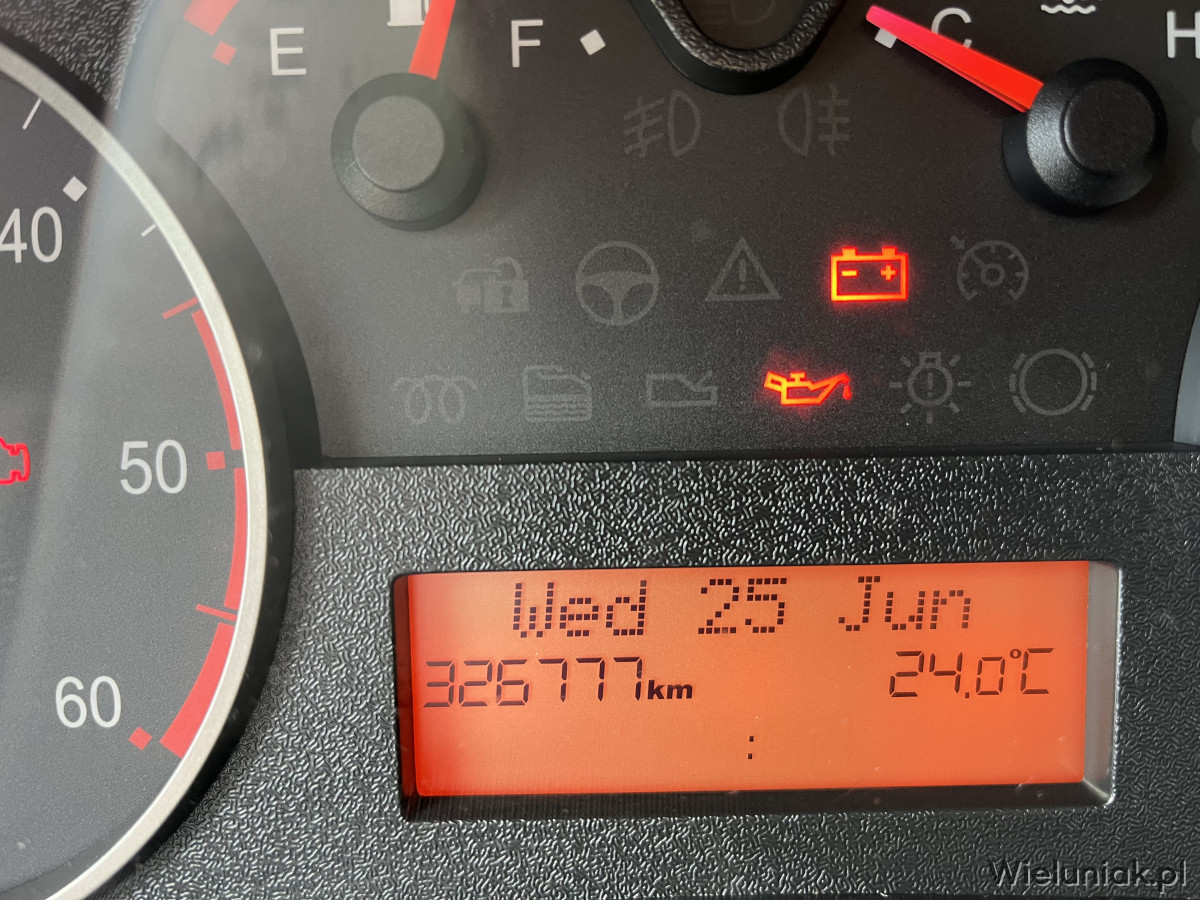 E F C H
40
50
60
Wed 25 Jun
326777km 24.0°C
:
Wieluniak.pl